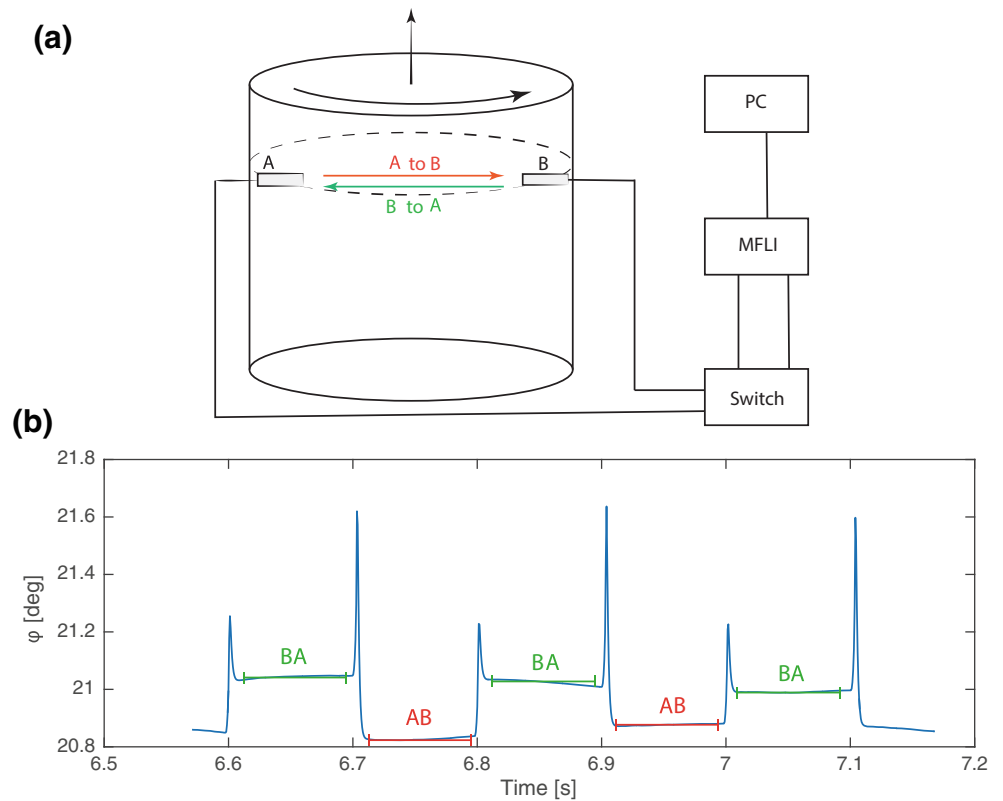 (a)
PC
A
B
A to B
B to A
MFLI
Switch
(b)
21.8
21.6
21.4
21.2
21
20.8
φ [deg]
BA
AB
BA
AB
BA
6.5 6.6 6.7 6.8 6.9 7 7.1 7.2
Time [s]